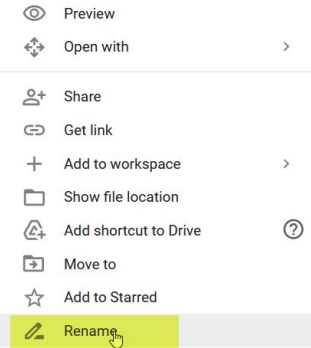 Preview
Open with
Share
Get link
Add to workspace
Show file location
Add shortcut to Drive
Move to
Add to Starred
Rename